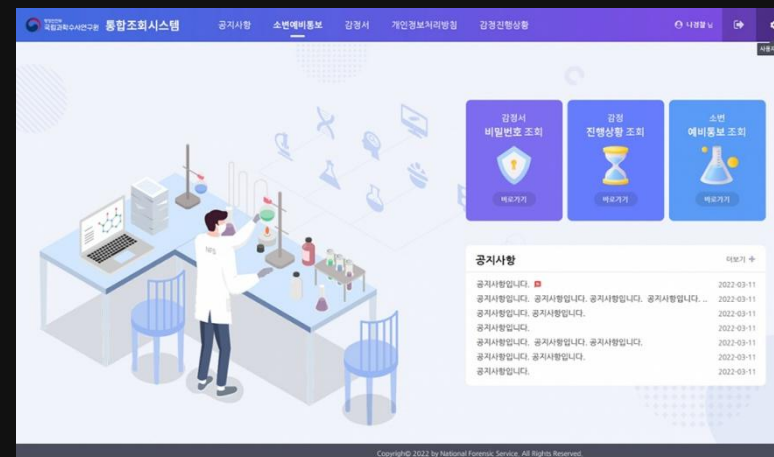 행정안전부
국립과학수사연구원 통합조회시스템
공지사항 소변예비통보 감정서 개인정보처리방침 감정진행상황
나경찰 님
사용자
감정서
비밀번호 조회
바로가기
감정
진행상황 조회
바로가기
소변
예비통보 조회
바로가기
NFS
공지사항 더보기 +
공지사항입니다. 2022-03-11
공지사항입니다. 공지사항입니다. 공지사항입니다. 공지사항입니다. ... 2022-03-11
공지사항입니다. 공지사항입니다. 2022-03-11
공지사항입니다. 2022-03-11
공지사항입니다. 공지사항입니다. 공지사항입니다. 2022-03-11
공지사항입니다. 공지사항입니다. 2022-03-11
공지사항입니다. 2022-03-11
Copyright© 2022 by National Forensic Service. All Rights Reserved.